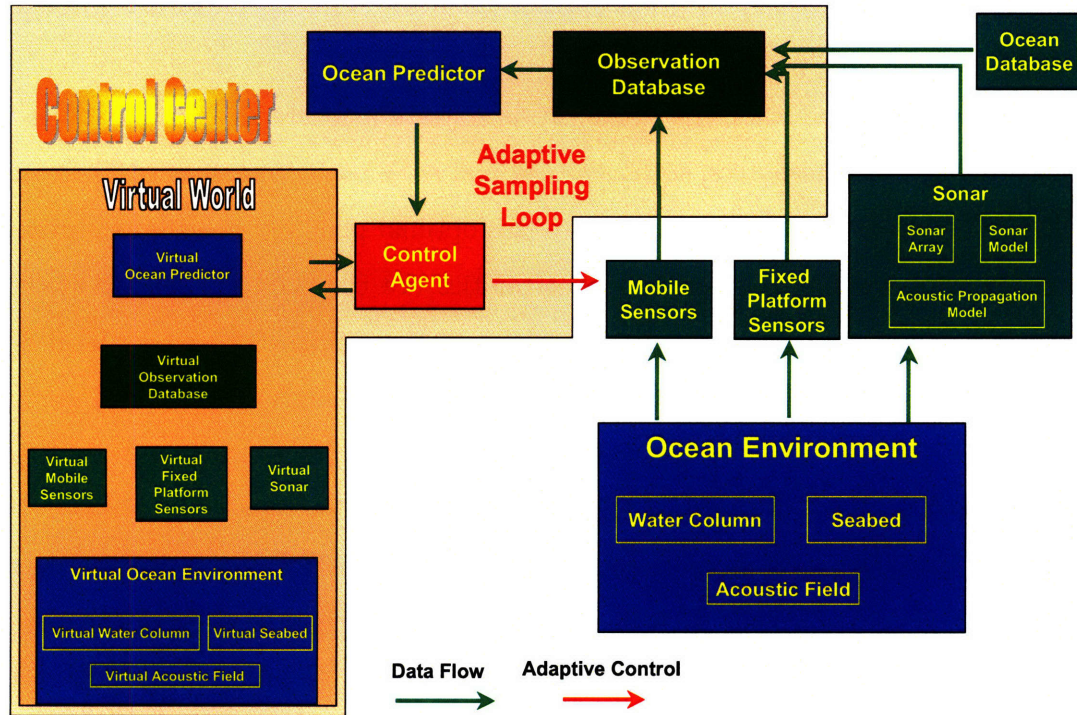 Control Center
Ocean Predictor
Observation
Database
Ocean
Database
Adaptive
Sampling
Loop
Virtual World
Virtual
Ocean Predictor
Control
Agent
Virtual
Observation
Database
Virtual
Mobile
Sensors
Virtual
Fixed
Platform
Sensors
Virtual
Sonar
Virtual Ocean Environment
Virtual Water Column
Virtual Seabed
Virtual Acoustic Field
Mobile
Sensors
Fixed
Platform
Sensors
Sonar
Sonar
Array
Sonar
Model
Acoustic Propagation
Model
Ocean Environment
Water Column
Seabed
Acoustic Field
Data Flow
Adaptive Control